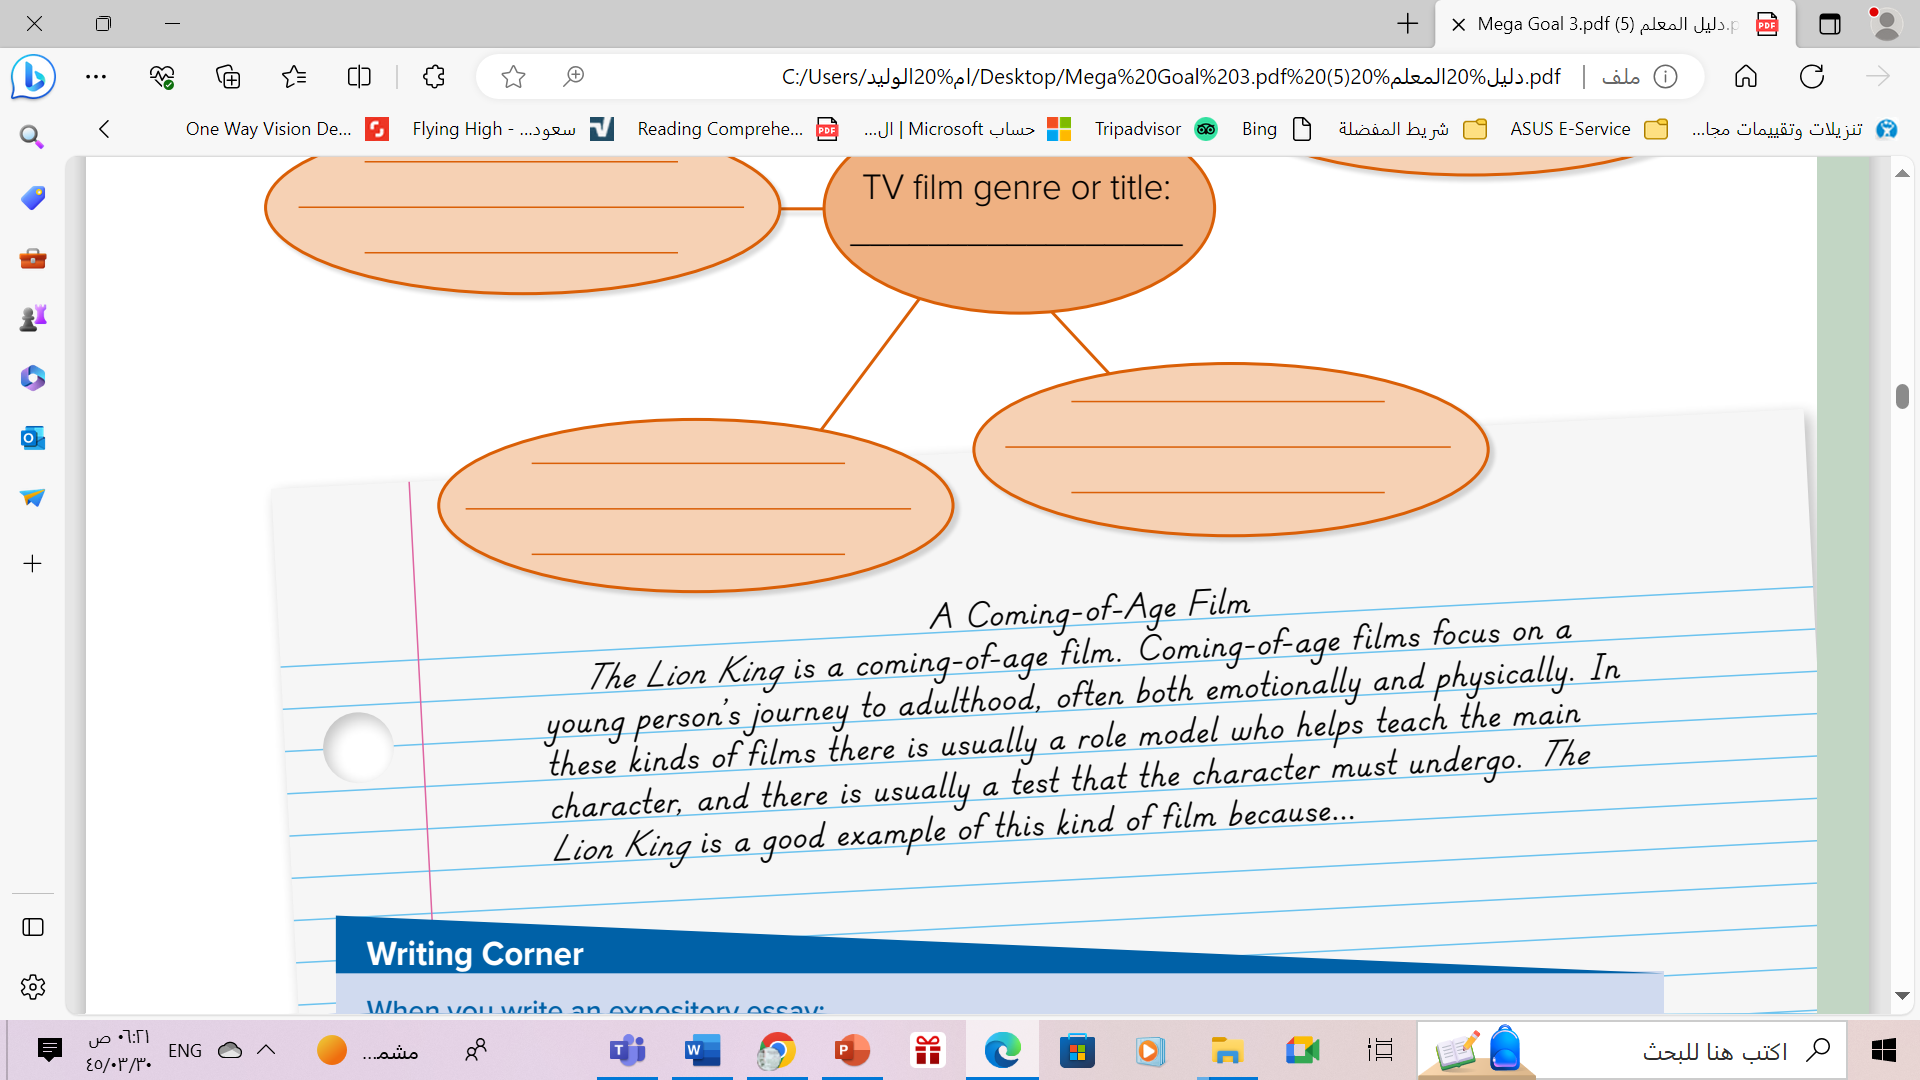 Mega Goal 3.pdf (5) دليل المعلم.p
C:/Users/ام%20الوليد/Desktop/Mega%20Goal%203.pdf%20(5)%20دليل%20المعلم.pdf
ملف
One Way Vision De...
Flying High - سعود...
Reading Comprehe...
حساب Microsoft | ال...
Tripadvisor
Bing
شريط المفضلة
ASUS E-Service
تنزيلات وتقييمات مجا...
TV film genre or title:
A Coming-of-Age Film
The Lion King is a coming-of-age film. Coming-of-age films focus on a
young person's journey to adulthood, often both emotionally and physically. In
these kinds of films there is usually a role model who helps teach the main
character, and there is usually a test that the character must undergo. The
Lion King is a good example of this kind of film because...
Writing Corner
When you write an expository essay:
٠٦:٢١ ص
٤٥/٠٣/٣٠
ENG
مشم...
اكتب هنا للبحث